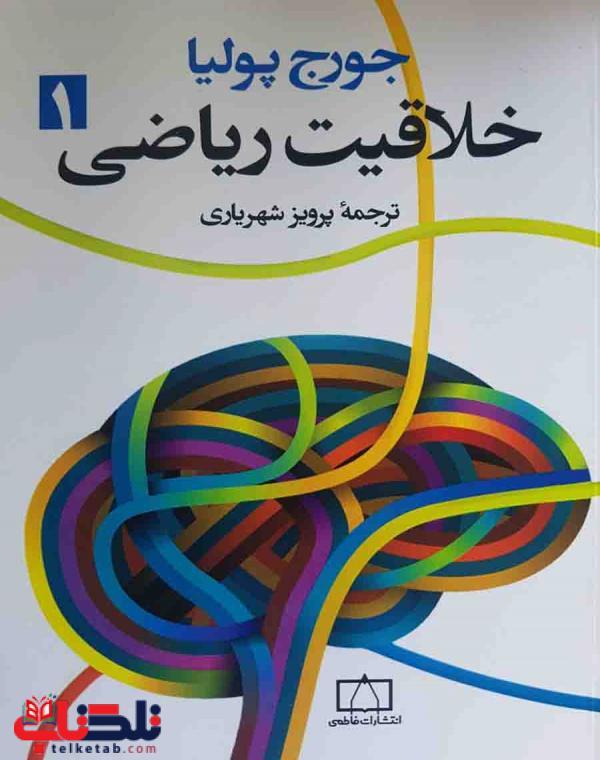 جورج پولیا
خلاقیت ریاضی
۱
ترجمهٔ پرویز شهریاری
انتشارات فاطمی
تلکتاب
telketab.com